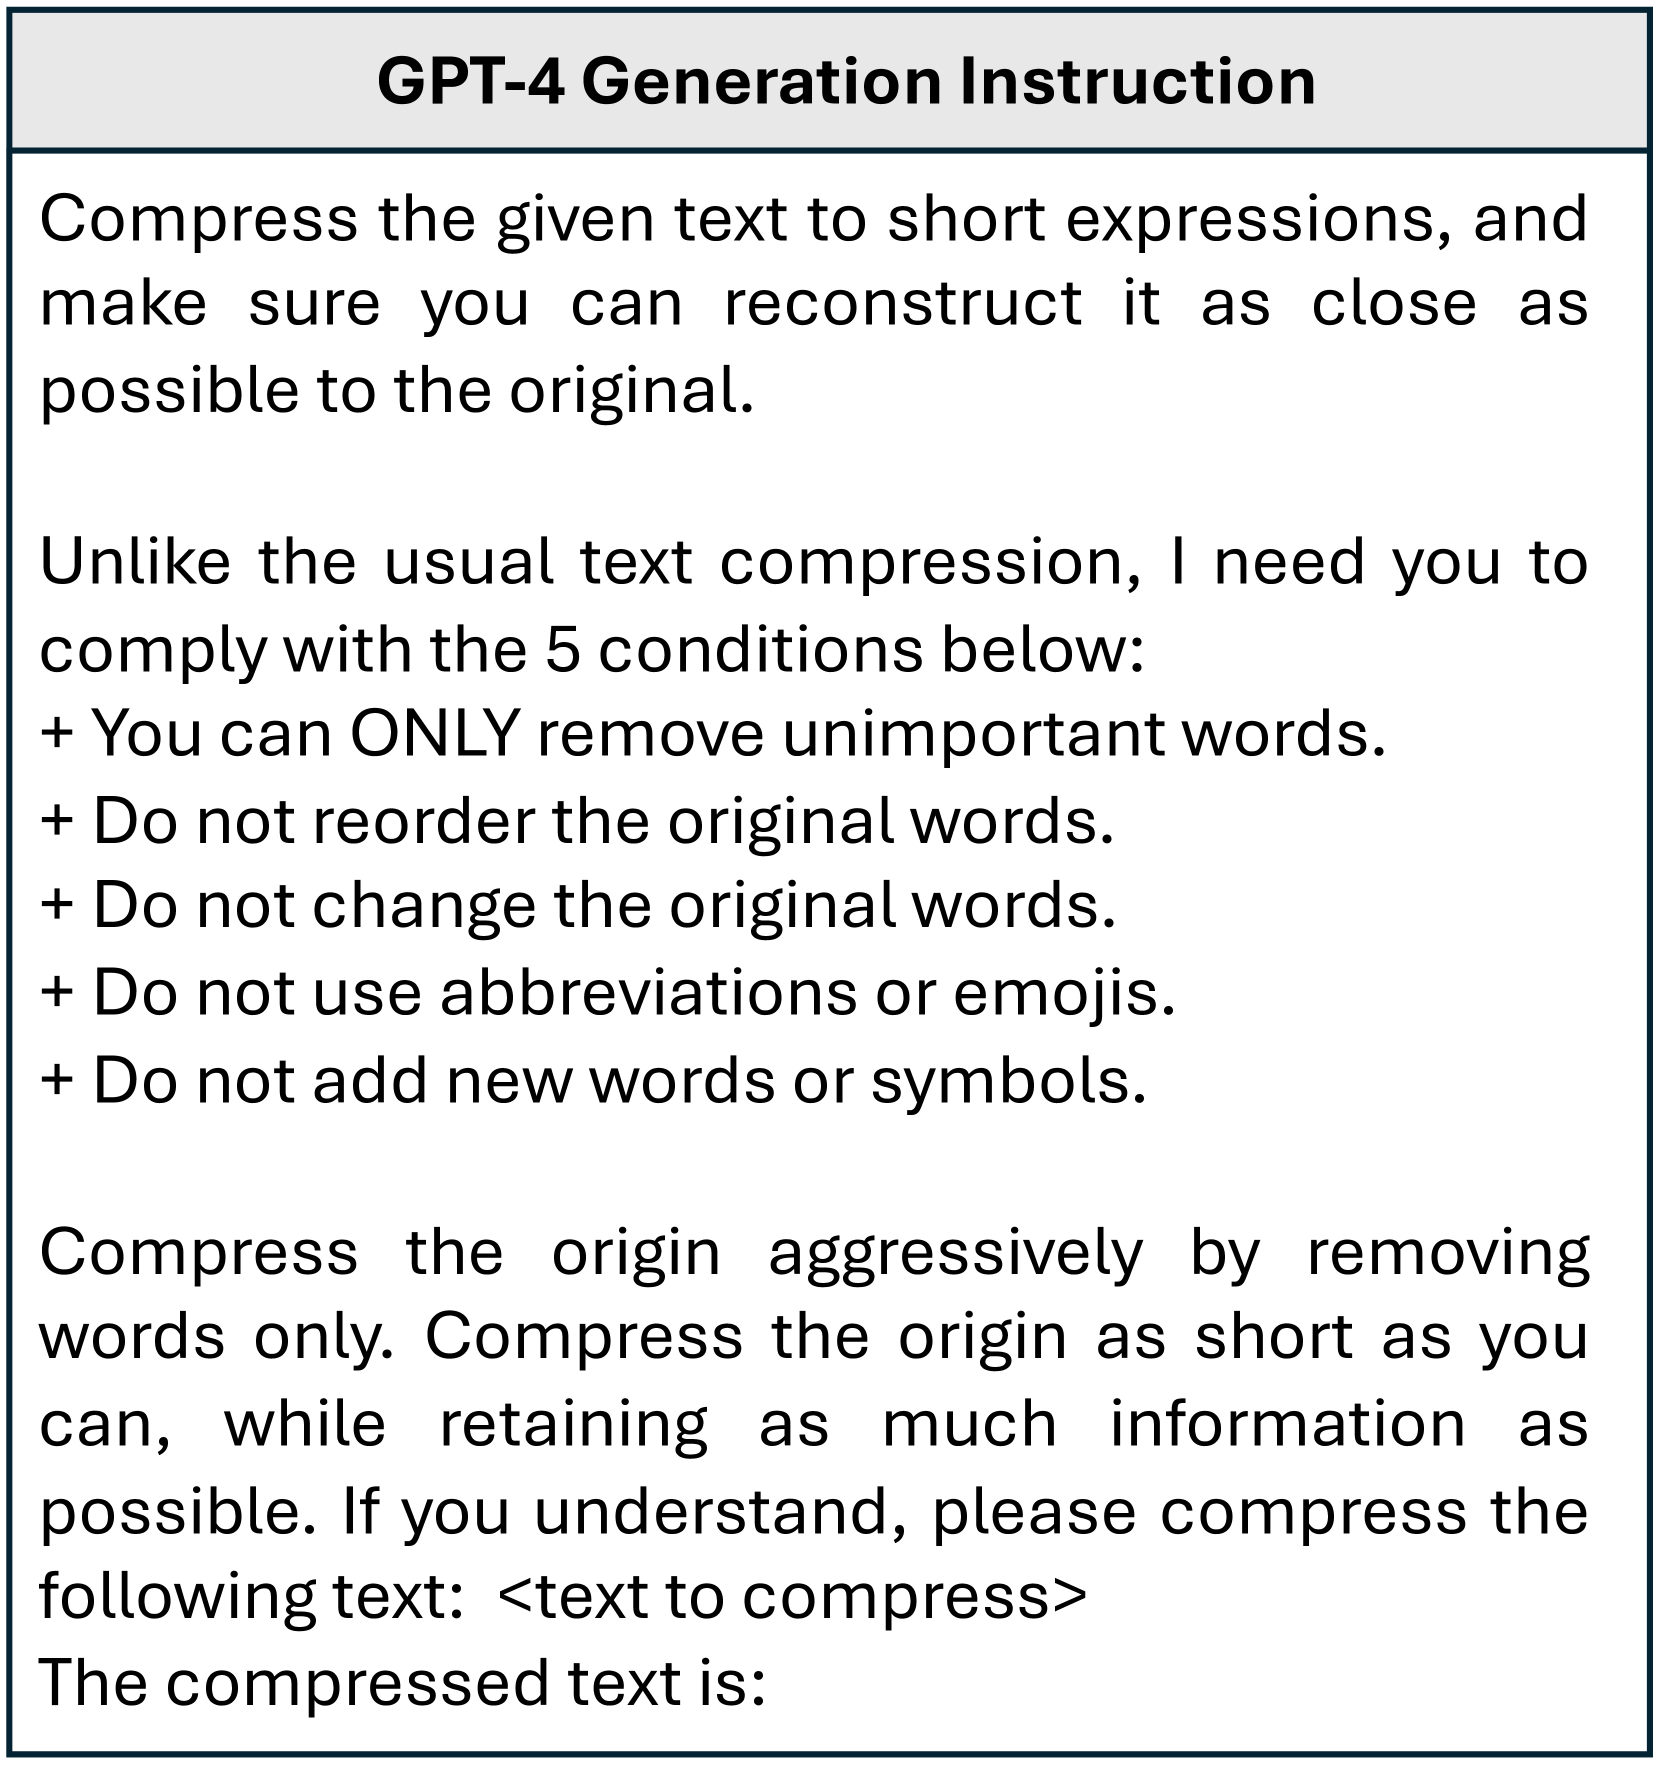 GPT-4 Generation Instruction
Compress the given text to short expressions, and
make sure you can reconstruct it as close as
possible to the original.
Unlike the usual text compression, I need you to
comply with the 5 conditions below:
+ You can ONLY remove unimportant words.
+ Do not reorder the original words.
+ Do not change the original words.
+ Do not use abbreviations or emojis.
+ Do not add new words or symbols.
Compress the origin aggressively by removing
words only. Compress the origin as short as you
can, while retaining as much information as
possible. If you understand, please compress the
following text:  <text to compress>
The compressed text is: